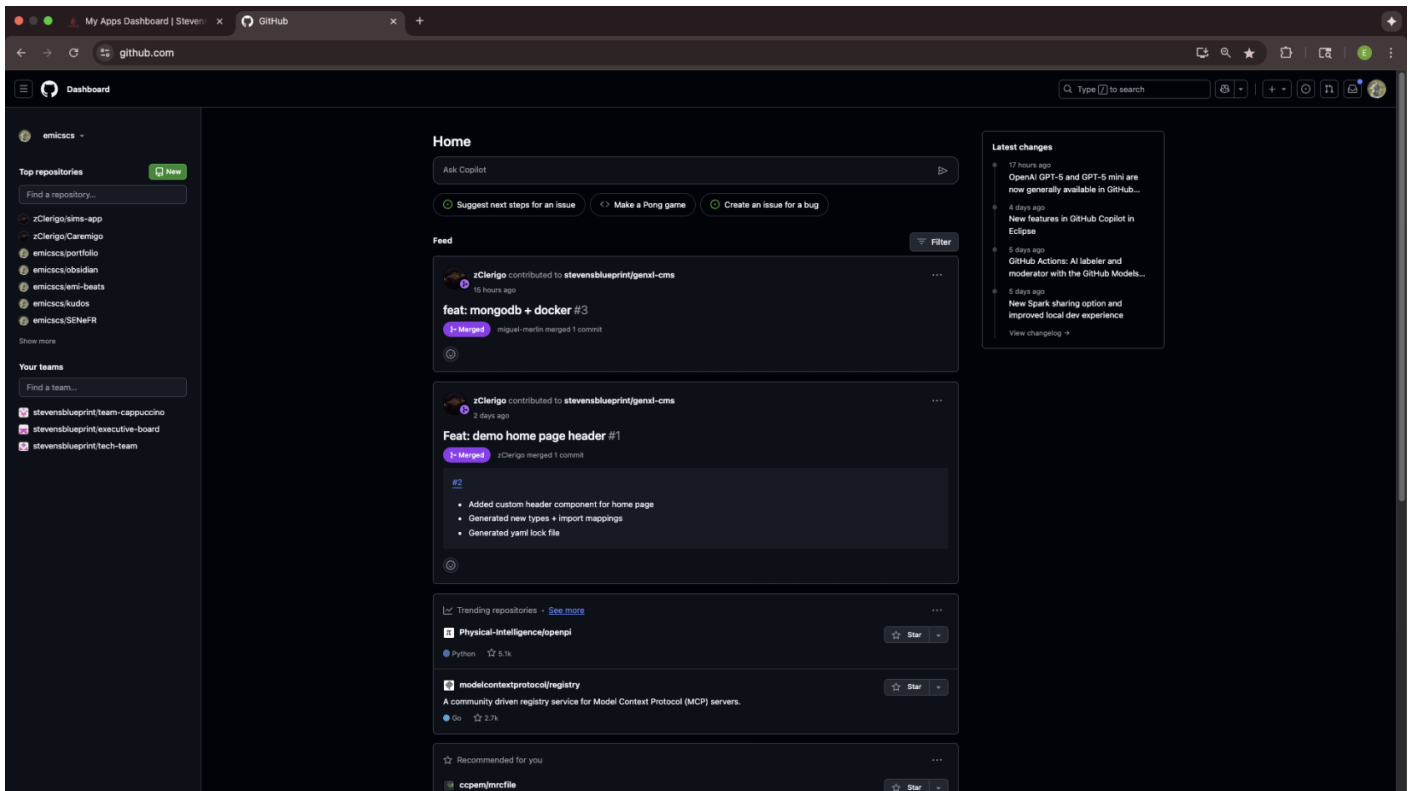 My Apps Dashboard | Steven
GitHub
github.com
E
Dashboard
Type / to search
emicscs
Top repositories
New
Find a repository...
zClerigo/sims-app
zClerigo/Caremigo
emicscs/portfolio
emicscs/obsidian
emicscs/emi-beats
emicscs/kudos
emicscs/SENeFR
Show more
Your teams
Find a team...
stevensblueprint/team-cappuccino
stevensblueprint/executive-board
stevensblueprint/tech-team
Home
Ask Copilot
Suggest next steps for an issue
Make a Pong game
Create an issue for a bug
Feed
Filter
zClerigo contributed to stevensblueprint/genxl-cms
15 hours ago
feat: mongodb + docker #3
Merged miguel-merlin merged 1 commit
zClerigo contributed to stevensblueprint/genxl-cms
2 days ago
Feat: demo home page header #1
Merged zClerigo merged 1 commit
#2
• Added custom header component for home page
• Generated new types + import mappings
• Generated yaml lock file
Trending repositories · See more
Physical-Intelligence/openpi
Star
Python 5.1k
modelcontextprotocol/registry
Star
A community driven registry service for Model Context Protocol (MCP) servers.
Go 2.7k
Recommended for you
ccpem/mrcfile
Star
Latest changes
17 hours ago
OpenAI GPT-5 and GPT-5 mini are
now generally available in GitHub...
4 days ago
New features in GitHub Copilot in
Eclipse
5 days ago
GitHub Actions: AI labeler and
moderator with the GitHub Models...
5 days ago
New Spark sharing option and
improved local dev experience
View changelog →